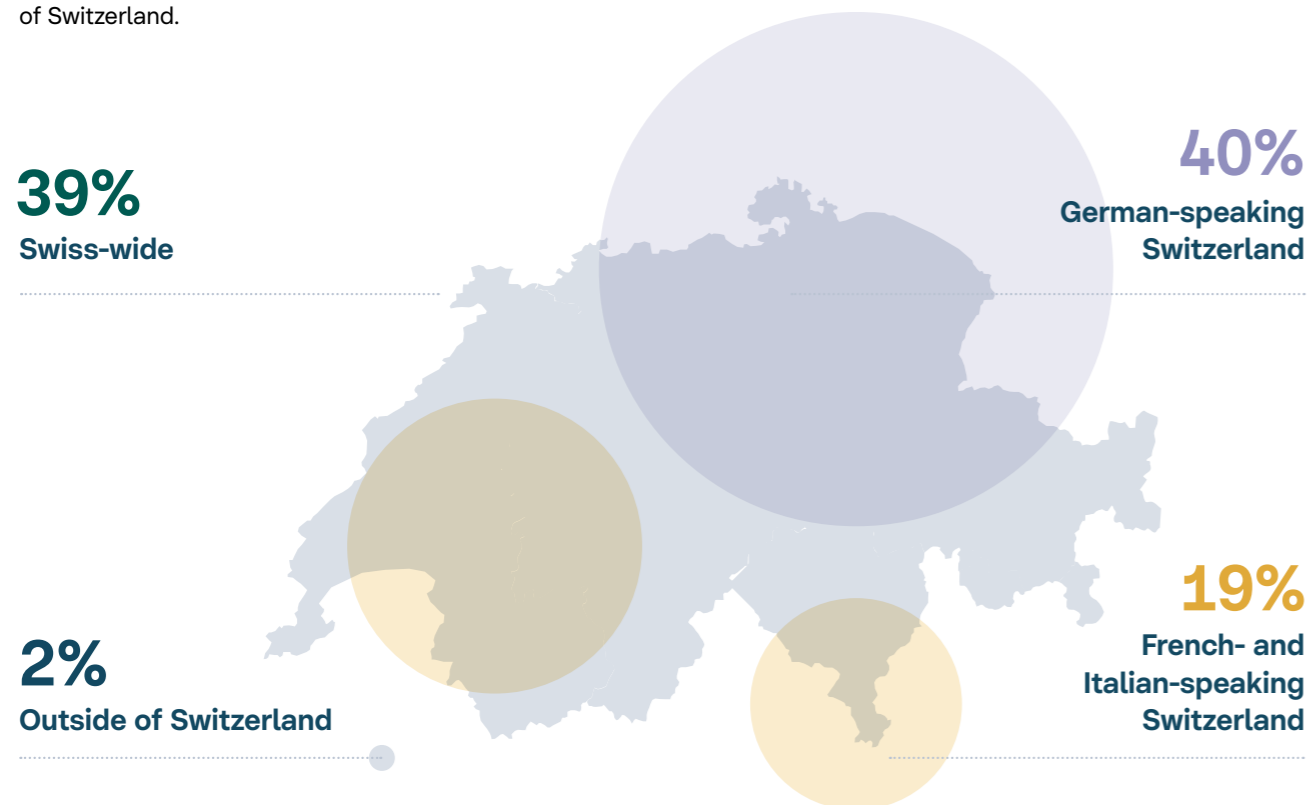 of Switzerland.
39%
Swiss-wide
40%
German-speaking
Switzerland
2%
Outside of Switzerland
19%
French- and
Italian-speaking
Switzerland